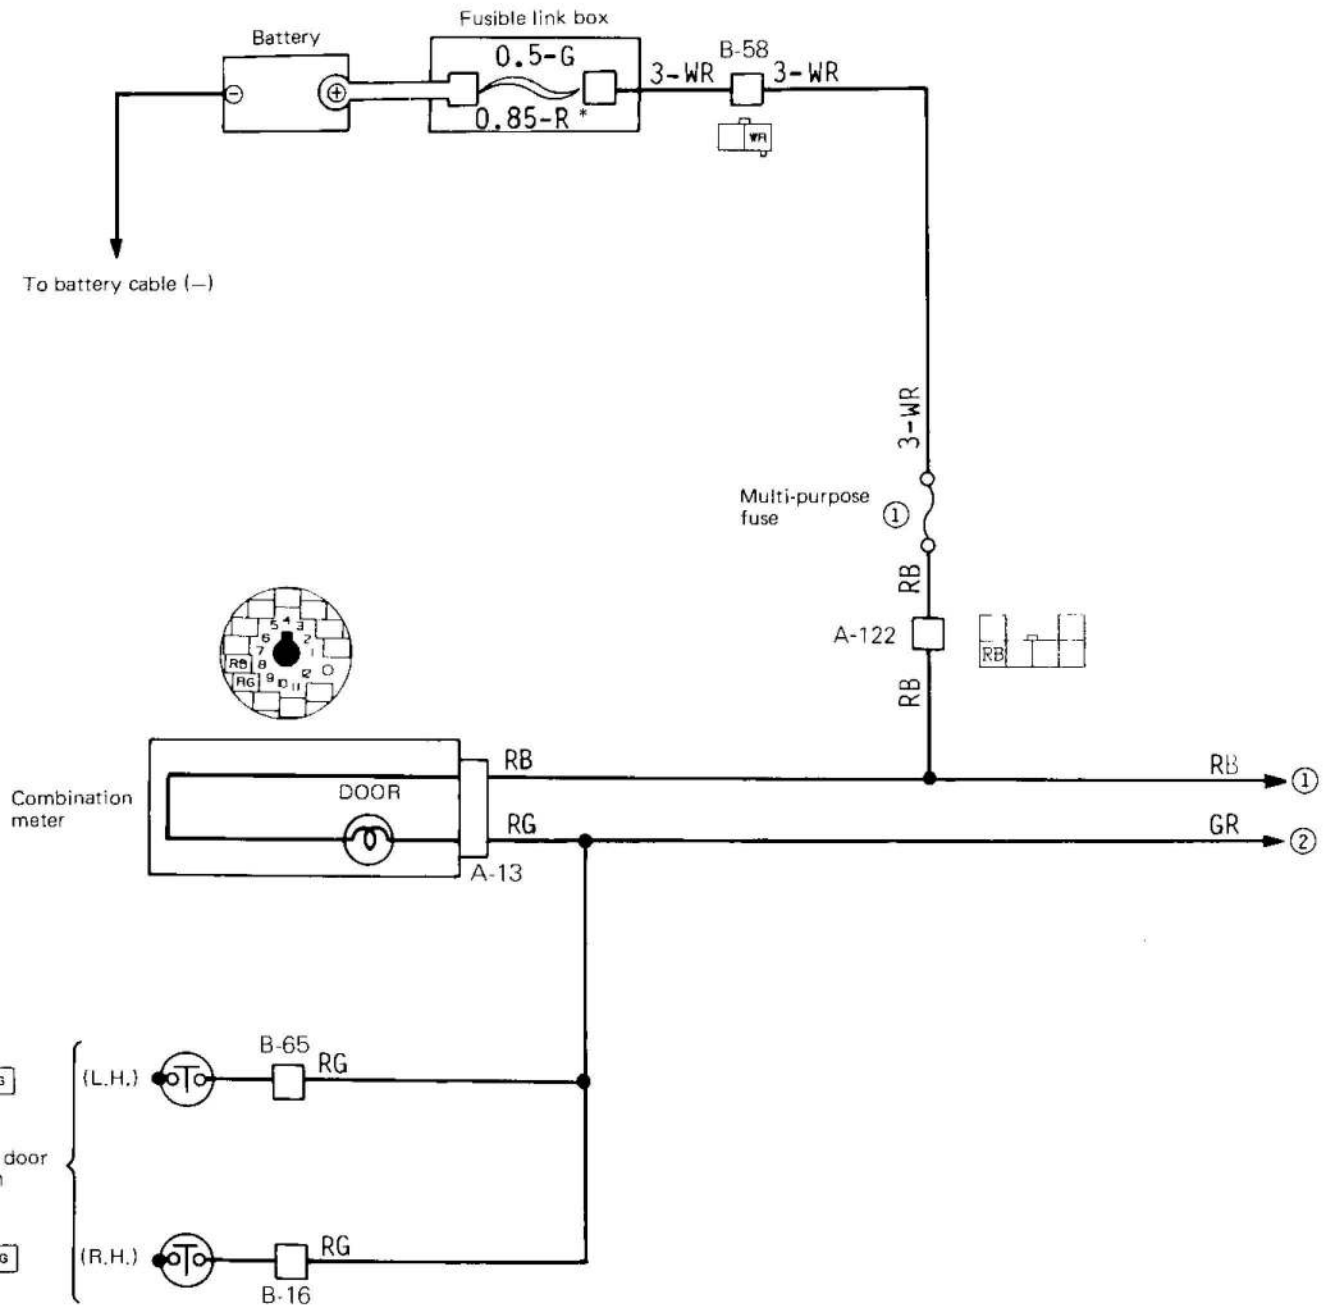 Fusible link box
Battery
0.5-G
0.85-R *
3-WR
B-58
3-WR
To battery cable (—)
3-WR
Multi-purpose
fuse
1
RB
A-122
RB
RB
5 4 3
6 2
7 1
RB 8
RG 9 10 11 12
Combination
meter
DOOR
RB
RG
A-13
RB
1
GR
2
B-65
(L.H.)
RG
door
(R.H.)
RG
B-16